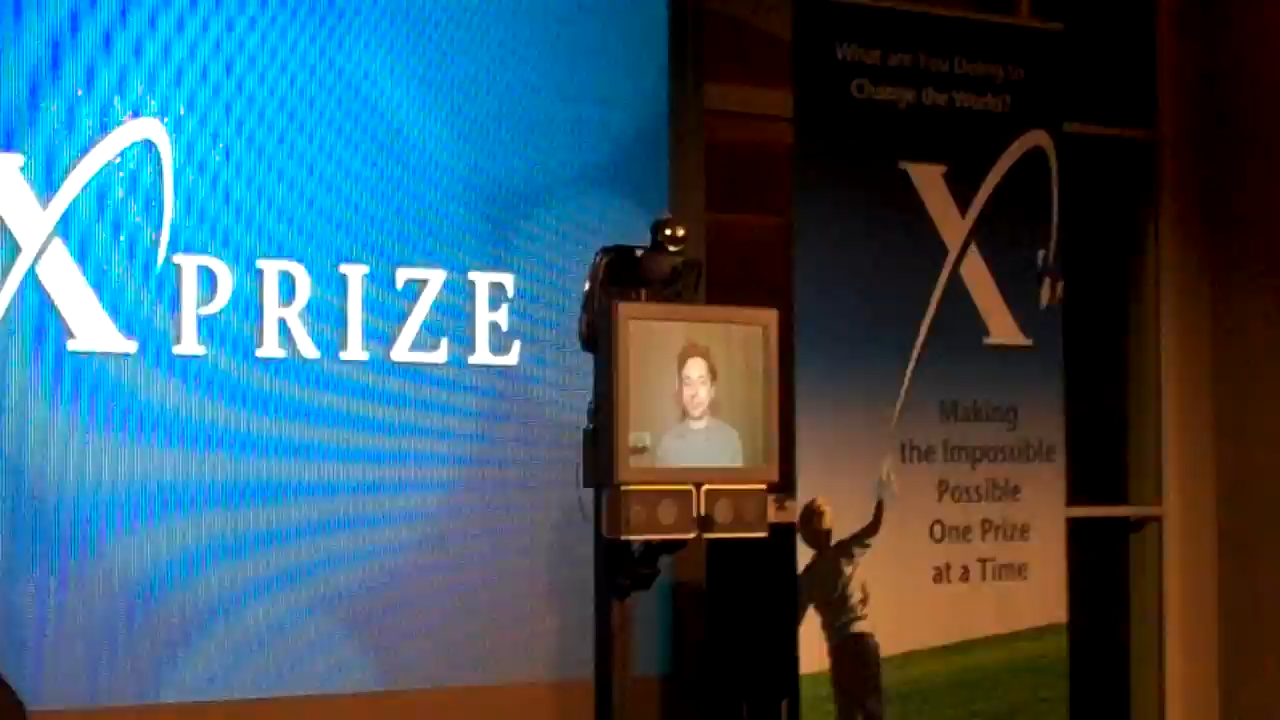 X PRIZE
What are You Doing to
Change the World?
X
Making
the Impossible
Possible
One Prize
at a Time